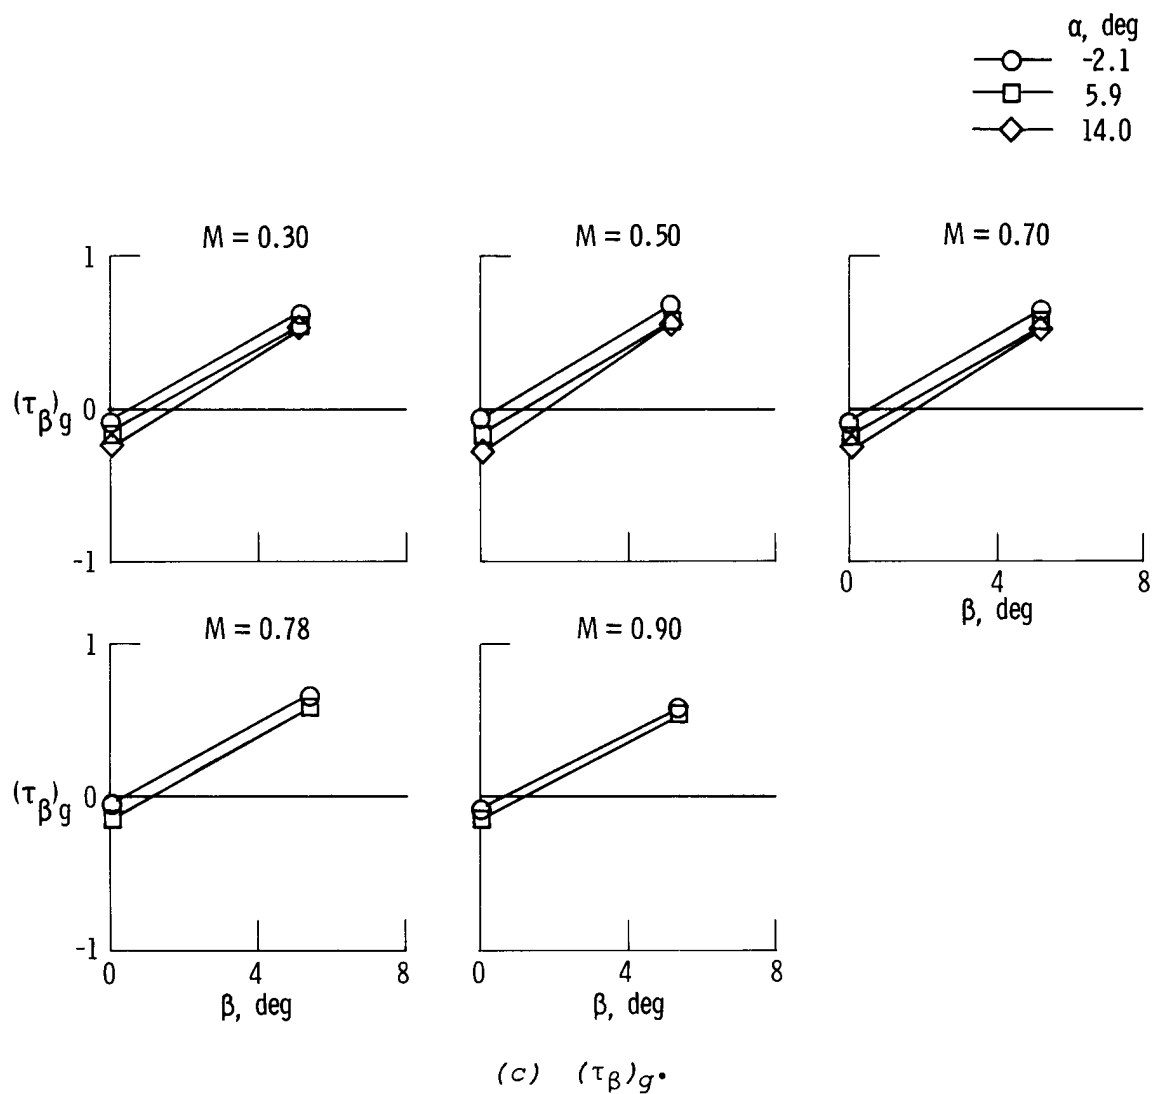 α, deg
-2.1
5.9
14.0
M = 0.30 M = 0.50 M = 0.70
1
(τβ)g 0
-1
0 4 8
β, deg
M = 0.78 M = 0.90
1
(τβ)g 0
-1
0 4 8 0 4 8
β, deg β, deg
(c) (τβ)g.